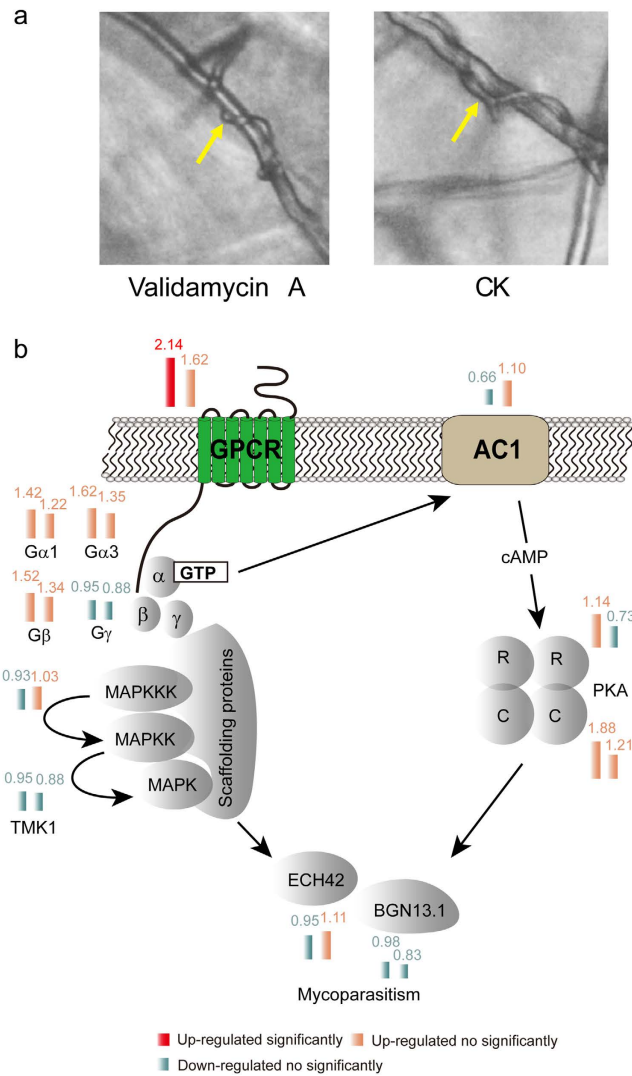 a
Validamycin A
CK
b
2.14
1.62
0.66
1.10
GPCR
AC1
1.42
1.22
1.62
1.35
Gα1
Gα3
α
GTP
cAMP
1.52
1.34
0.95
0.88
Gβ
Gγ
β
γ
1.14
0.73
R
R
PKA
C
C
0.93
1.03
MAPKKK
Scaffolding proteins
MAPKK
1.88
1.21
0.95
0.88
MAPK
TMK1
ECH42
BGN13.1
0.95
1.11
0.98
0.83
Mycoparasitism
Up-regulated significantly
Up-regulated no significantly
Down-regulated no significantly